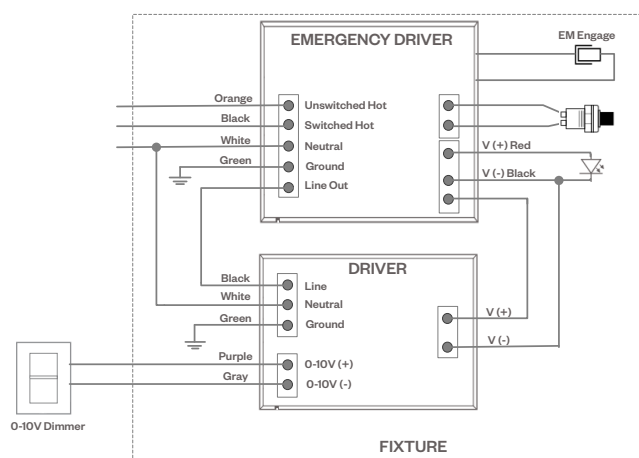 EMERGENCY DRIVER
EM Engage
Orange
Unswitched Hot
Black
Switched Hot
White
Neutral
Green
Ground
Line Out
V (+) Red
V (-) Black
DRIVER
Black
Line
White
Neutral
Green
Ground
V (+)
V (-)
Purple
0-10V (+)
Gray
0-10V (-)
0-10V Dimmer
FIXTURE